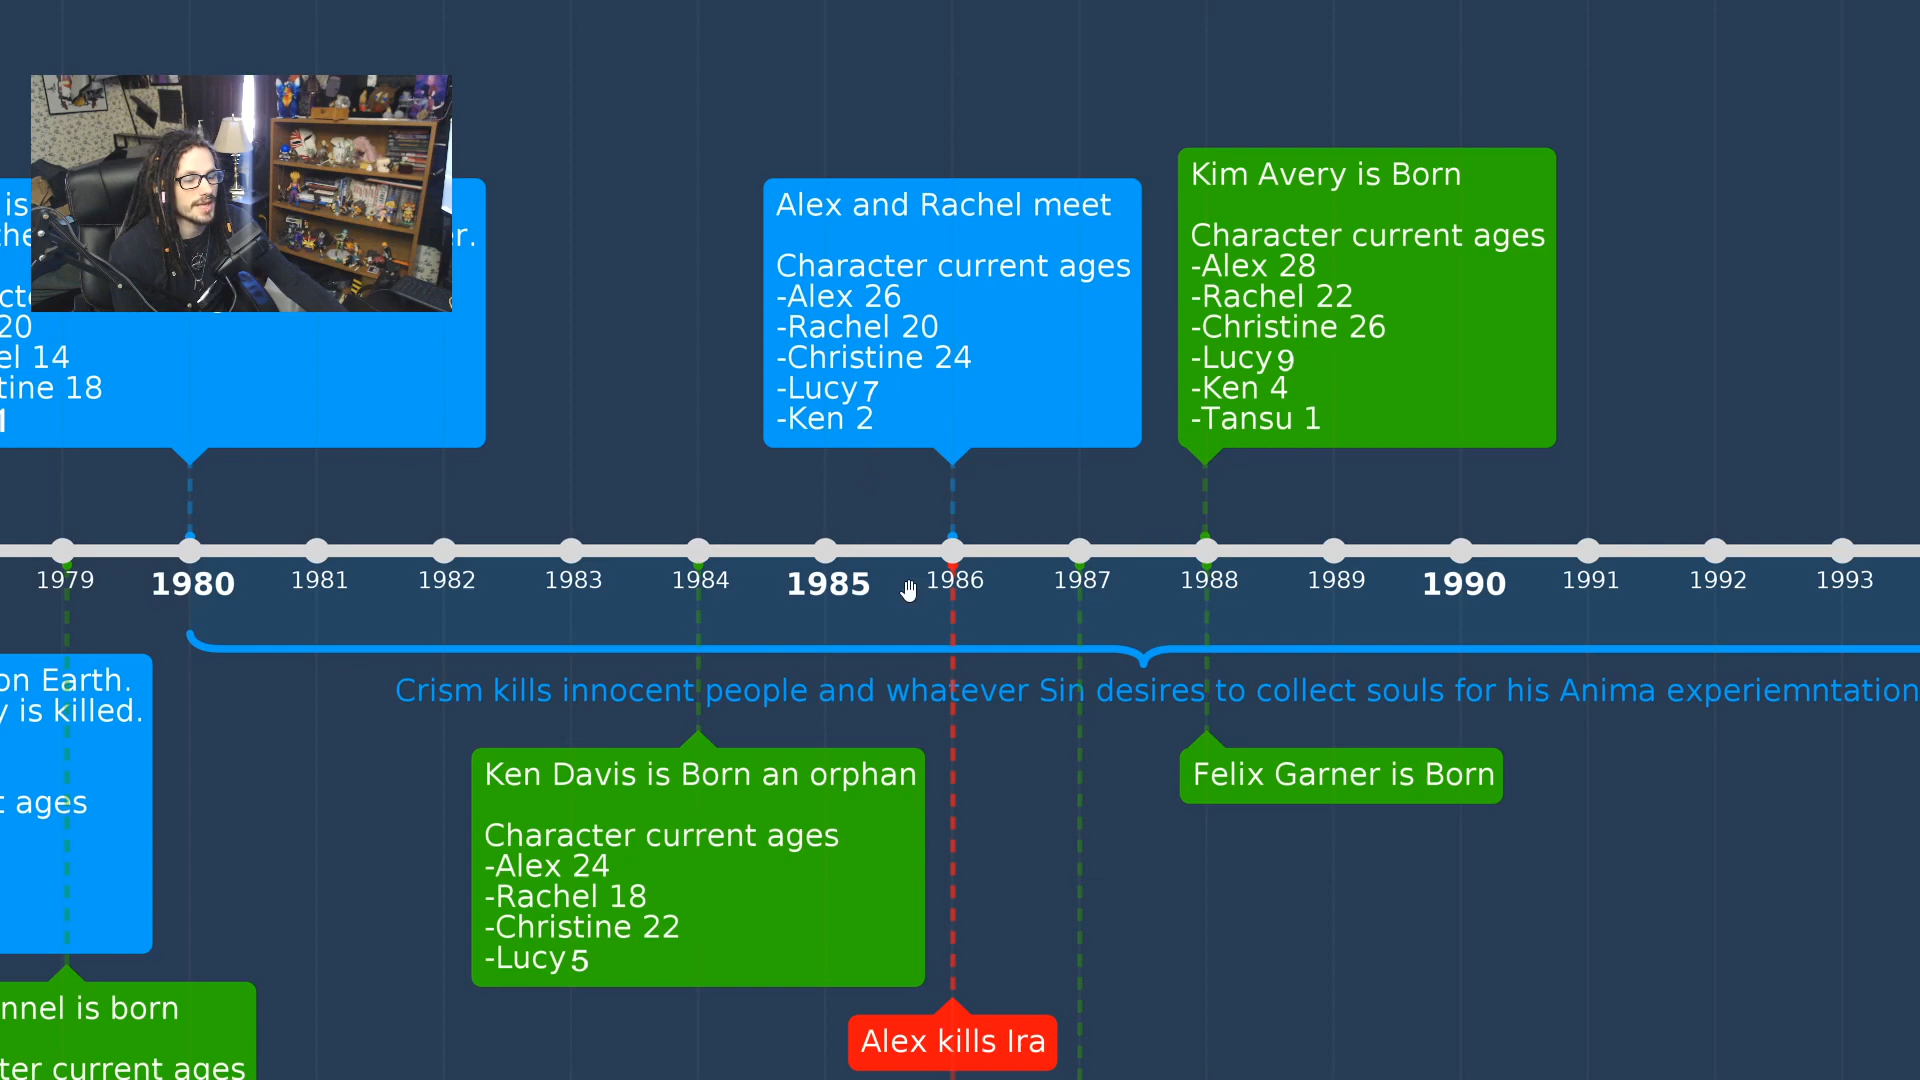 is
the
r.
20
el 14
tine 18
1
Alex and Rachel meet
Character current ages
-Alex 26
-Rachel 20
-Christine 24
-Lucy 7
-Ken 2
Kim Avery is Born
Character current ages
-Alex 28
-Rachel 22
-Christine 26
-Lucy 9
-Ken 4
-Tansu 1
1979 1980 1981 1982 1983 1984 1985 1986 1987 1988 1989 1990 1991 1992 1993
Crism kills innocent people and whatever Sin desires to collect souls for his Anima experiemntation
on Earth.
y is killed.
t ages
Ken Davis is Born an orphan
Character current ages
-Alex 24
-Rachel 18
-Christine 22
-Lucy 5
Felix Garner is Born
nnel is born
ter current ages
Alex kills Ira